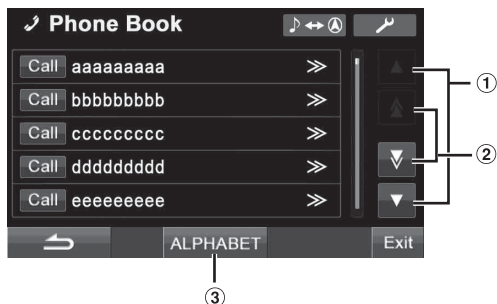 Phone Book
Call aaaaaaaaa
Call bbbbbbbbb
Call ccccccccc
Call ddddddddd
Call eeeeeeeee
ALPHABET Exit
①
②
③